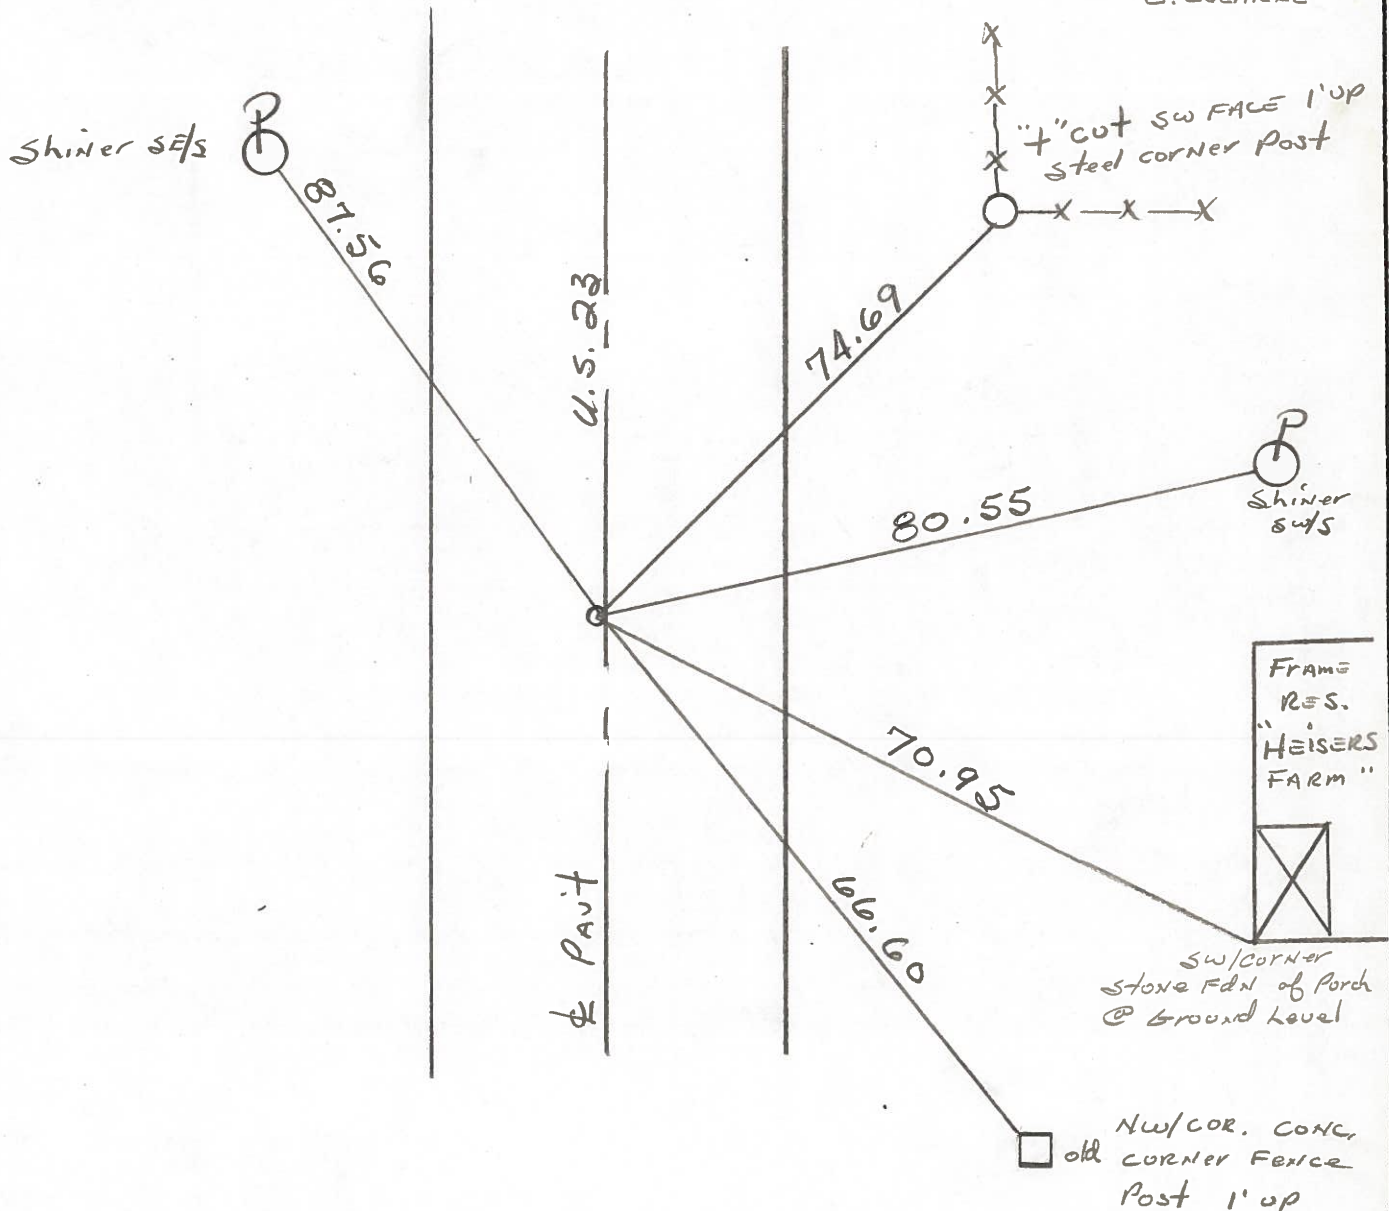 P
Shiner SE/S
87.56
"+" cut SW FACE 1' UP
Steel corner Post
X
X
X
X X X
U.S. 23
74.69
P
Shiner
SW/S
80.55
FrAmE
RES.
"HEISERS
FARM"
70.95
℄ PAv't
66.60
SW/CorNer
StoNe FdN of Porch
@ Ground Level
old NW/COR. CONC.
CORNer FeNce
Post 1' up